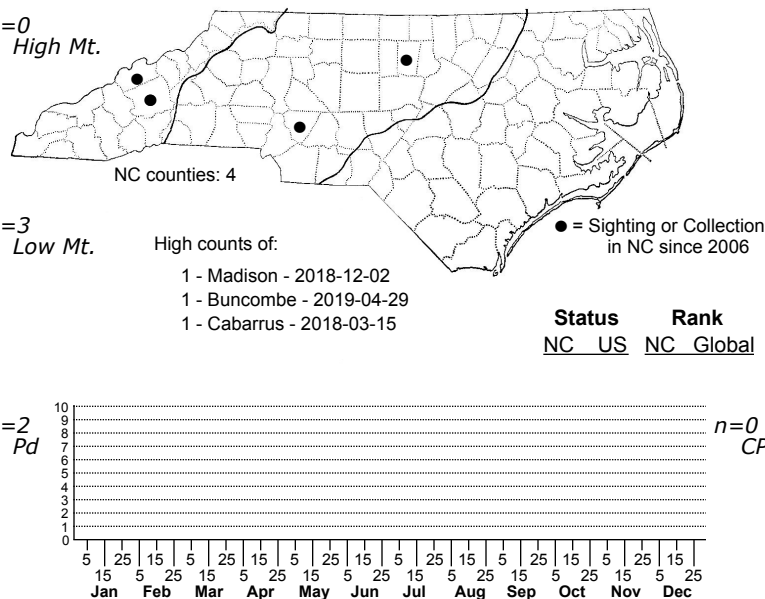 =0
High Mt.
NC counties: 4
=3
Low Mt.
High counts of:
1 - Madison - 2018-12-02
1 - Buncombe - 2019-04-29
1 - Cabarrus - 2018-03-15
● = Sighting or Collection
in NC since 2006
Status Rank
NC US NC Global
=2
Pd
n=0
CP
10
9
8
7
6
5
4
3
2
1
0
5 25 15 5 25 15 5 25 15 5 25 15 5 25 15 5 25 15
15 5 25 15 5 25 15 5 25 15 5 25 15 5 25 15 5 25
Jan Feb Mar Apr May Jun Jul Aug Sep Oct Nov Dec